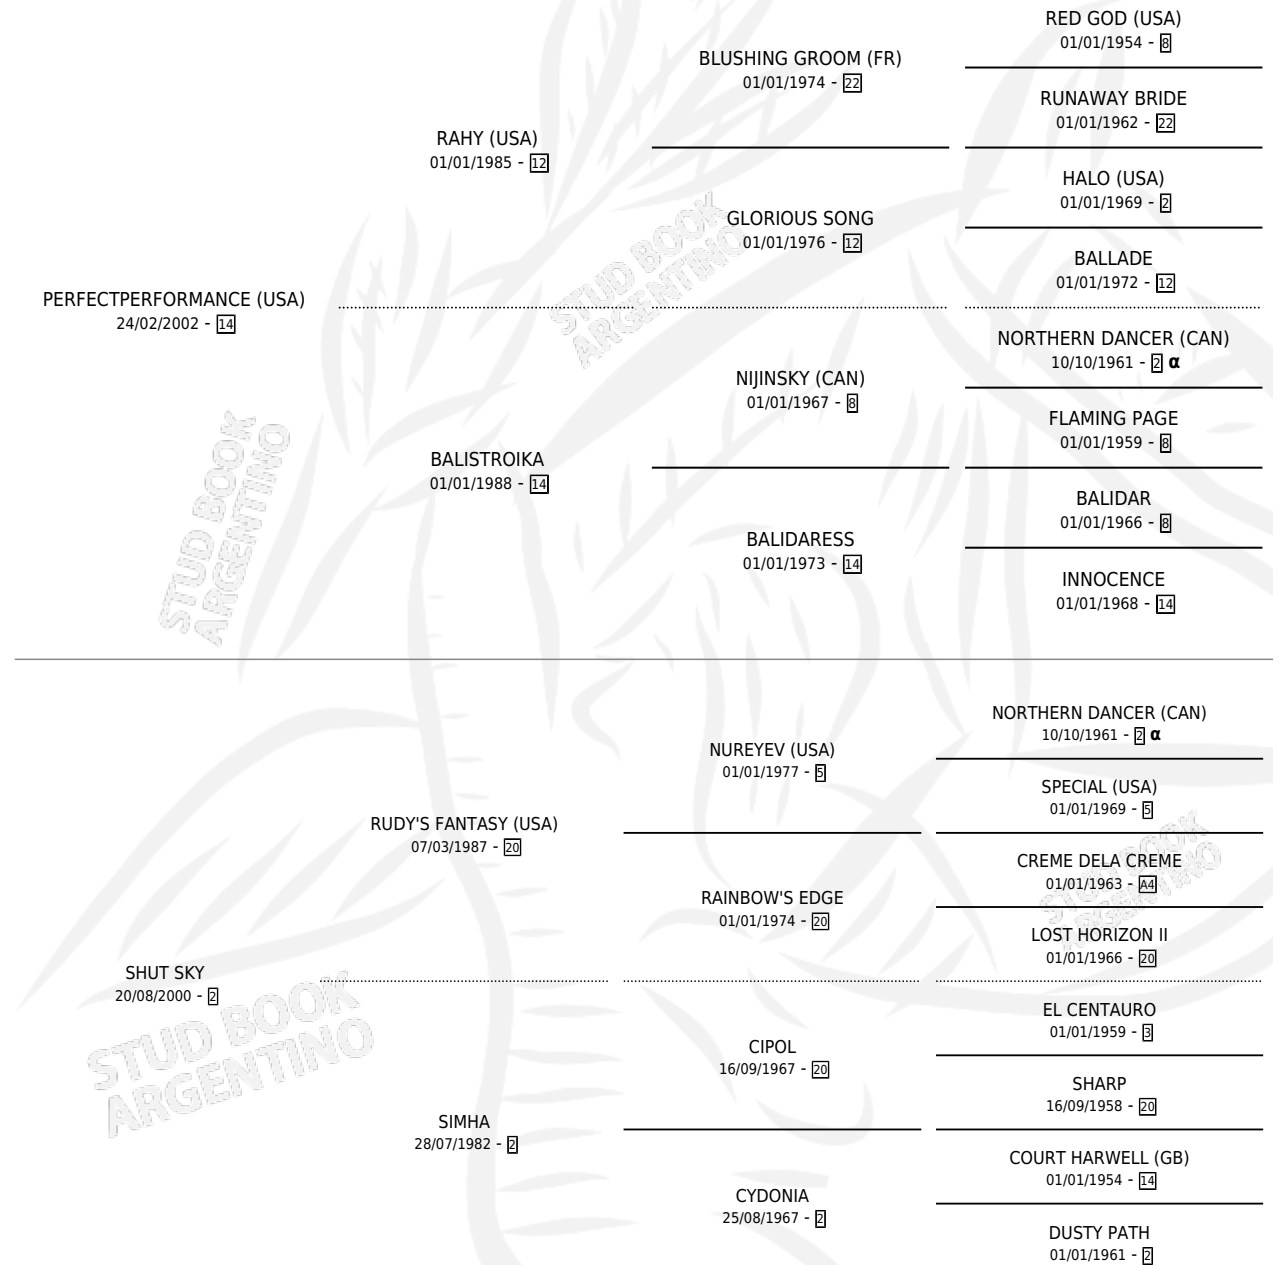 RED GOD (USA)
01/01/1954 - 8
BLUSHING GROOM (FR)
01/01/1974 - 22
RUNAWAY BRIDE
01/01/1962 - 22
RAHY (USA)
01/01/1985 - 12
HALO (USA)
01/01/1969 - 2
GLORIOUS SONG
01/01/1976 - 12
BALLADE
01/01/1972 - 12
STUD BOOK
ARGENTINO
PERFECTPERFORMANCE (USA)
24/02/2002 - 14
NORTHERN DANCER (CAN)
10/10/1961 - 2 α
NIJINSKY (CAN)
01/01/1967 - 8
FLAMING PAGE
01/01/1959 - 8
BALISTROIKA
01/01/1988 - 14
BALIDAR
01/01/1966 - 8
BALIDARESS
01/01/1973 - 14
INNOCENCE
01/01/1968 - 14
STUD BOOK
ARGENTINO
NORTHERN DANCER (CAN)
10/10/1961 - 2 α
NUREYEV (USA)
01/01/1977 - 5
SPECIAL (USA)
01/01/1969 - 5
RUDY'S FANTASY (USA)
07/03/1987 - 20
CREME DELA CREME
01/01/1963 - A4
RAINBOW'S EDGE
01/01/1974 - 20
LOST HORIZON II
01/01/1966 - 20
STUD BOOK
ARGENTINO
SHUT SKY
20/08/2000 - 2
EL CENTAURO
01/01/1959 - 3
CIPOL
16/09/1967 - 20
SHARP
16/09/1958 - 20
STUD BOOK
ARGENTINO
SIMHA
28/07/1982 - 2
COURT HARWELL (GB)
01/01/1954 - 14
CYDONIA
25/08/1967 - 2
DUSTY PATH
01/01/1961 - 2